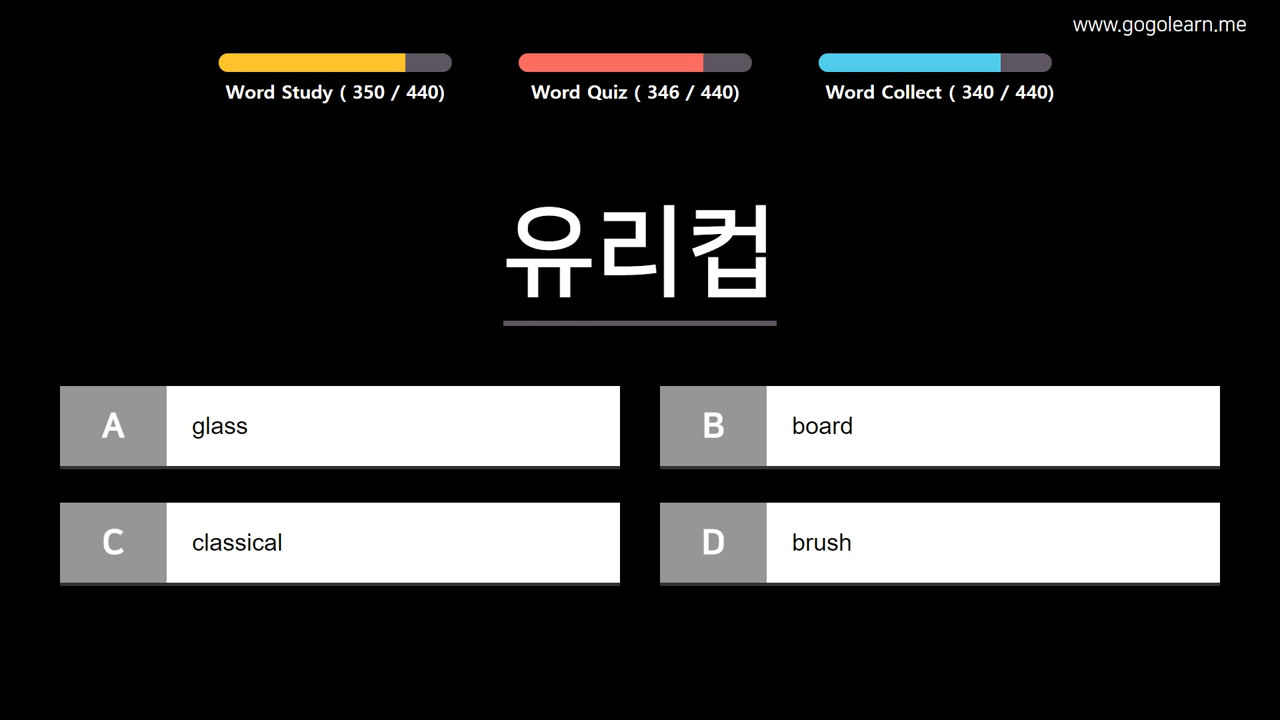 www.gogolearn.me
Word Study ( 350 / 440)
Word Quiz ( 346 / 440)
Word Collect ( 340 / 440)
유리컵
A glass
B board
C classical
D brush